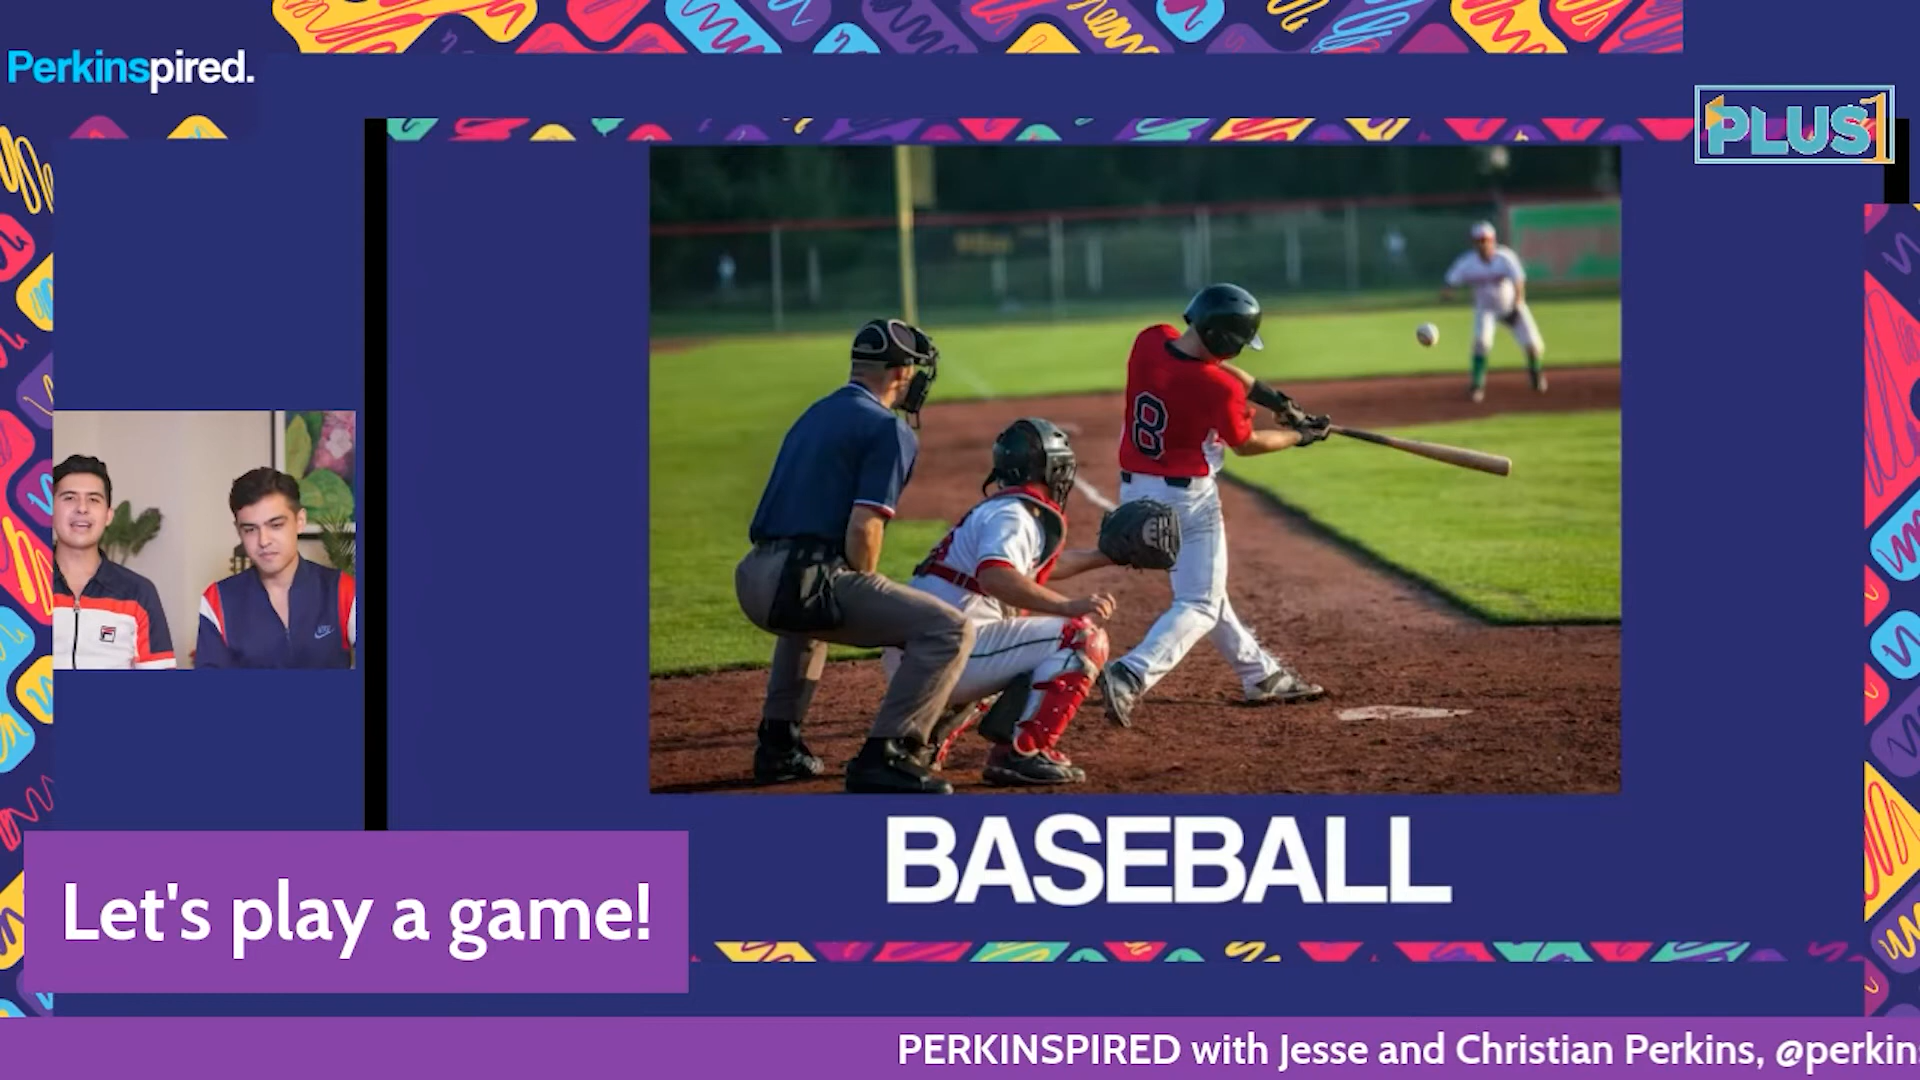 Perkinspired.
PLUS1
8
BASEBALL
Let's play a game!
PERKINSPIRED with Jesse and Christian Perkins, @perkin